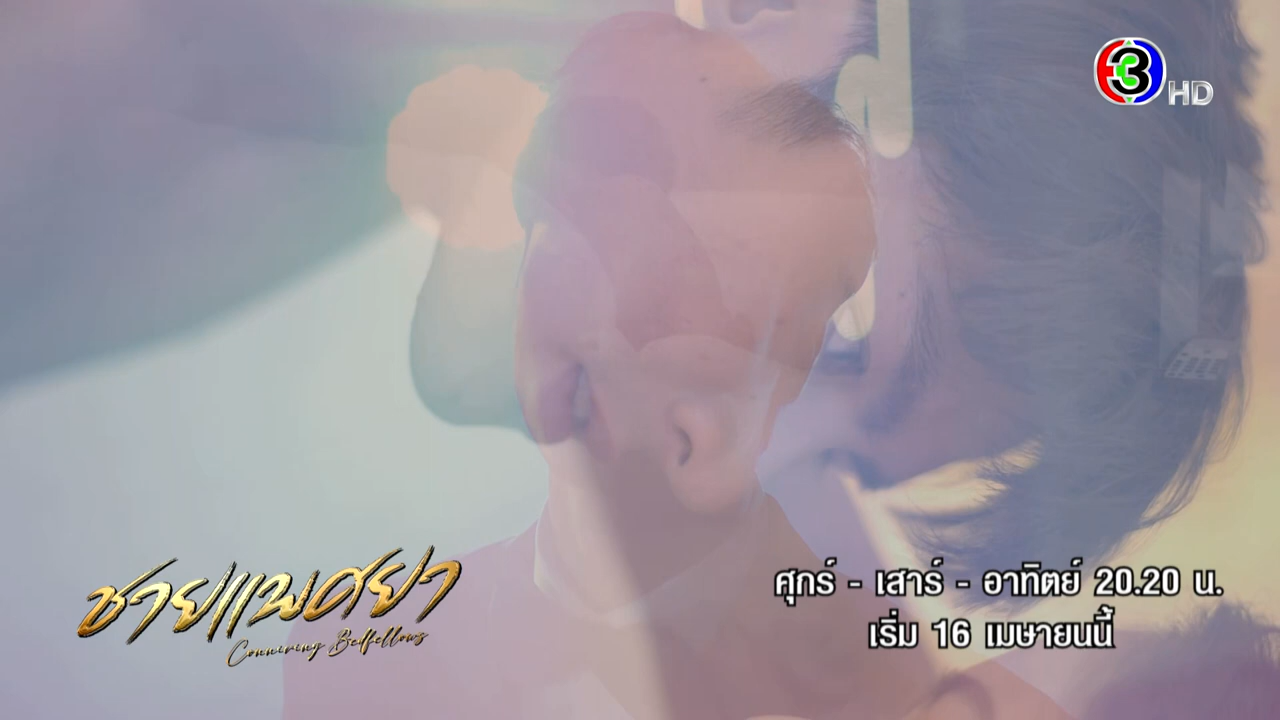 3 HD
ชายแพศยา
Conniving Bedfellows
ศุกร์ - เสาร์ - อาทิตย์ 20.20 น.
เริ่ม 16 เมษายนนี้